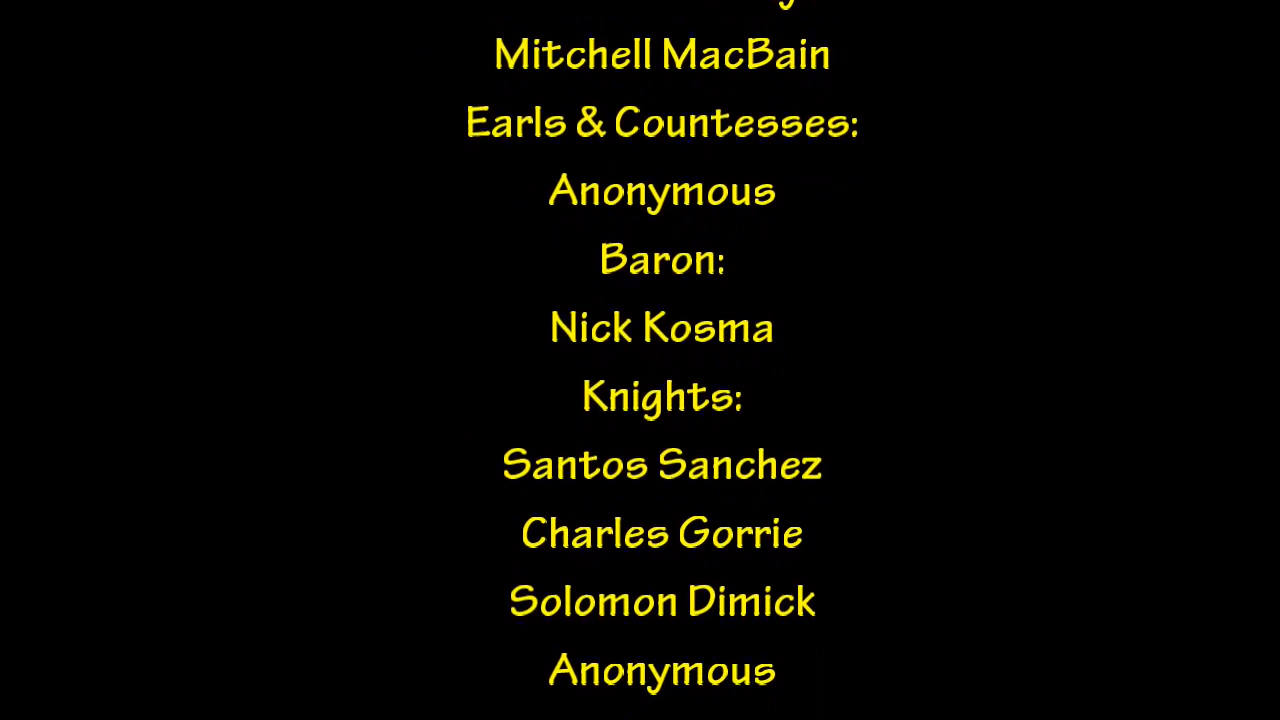 Mitchell MacBain
Earls & Countesses:
Anonymous
Baron:
Nick Kosma
Knights:
Santos Sanchez
Charles Gorrie
Solomon Dimick
Anonymous